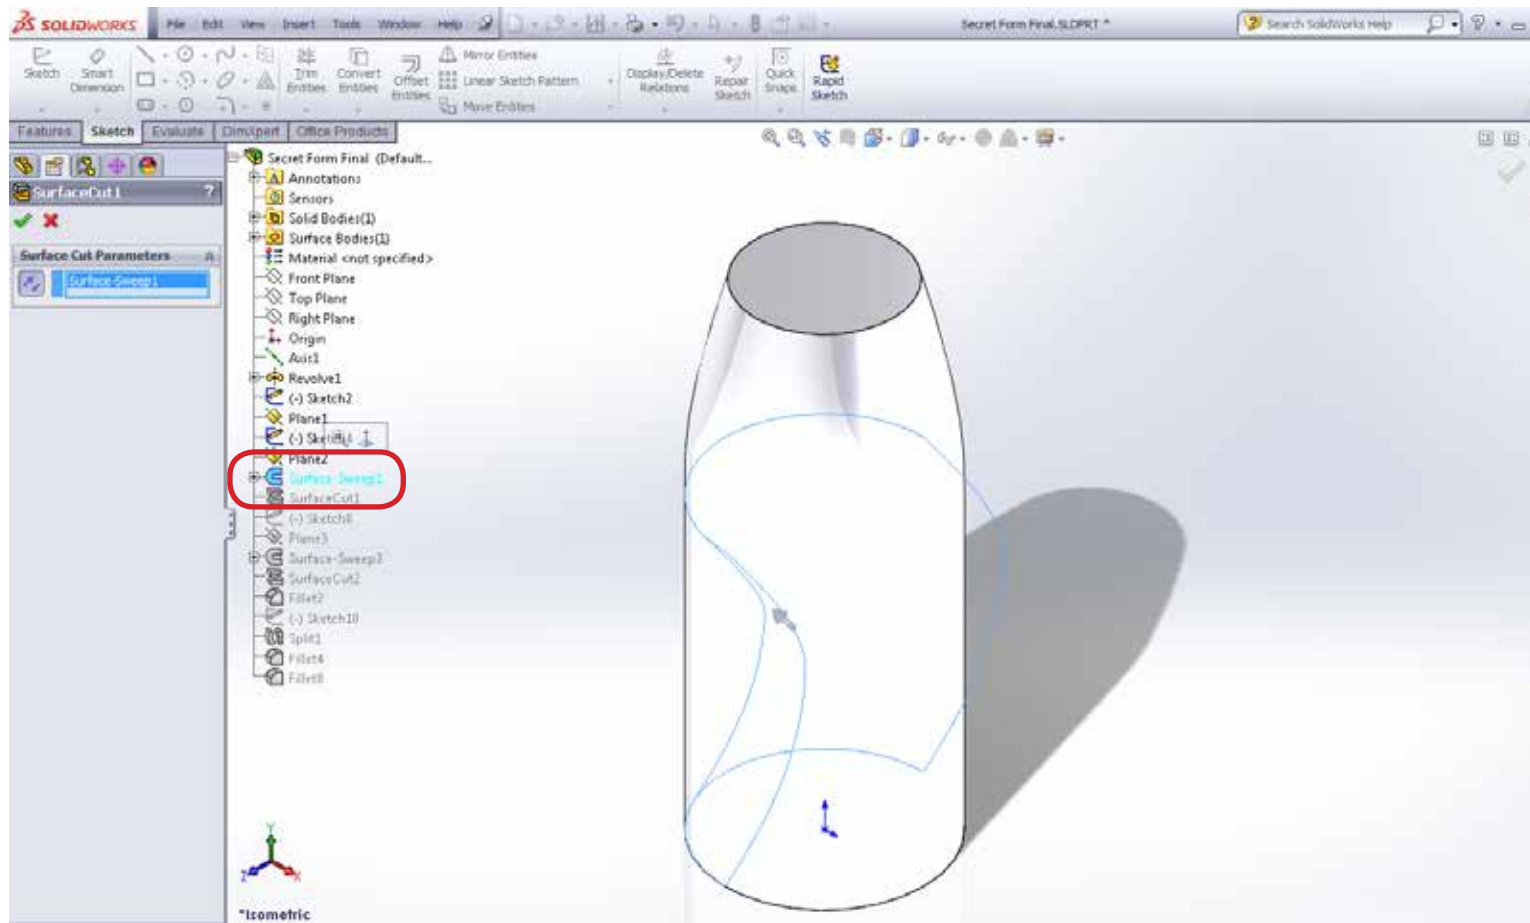 SOLIDWORKS File Edit View Insert Tools Window Help Secret Form Final.SLDPRT * Search SolidWorks Help
Sketch Smart Dimension Trim Entities Convert Entities Offset Entities Mirror Entities Linear Sketch Pattern Move Entities Display/Delete Relations Repair Sketch Quick Snaps Rapid Sketch
Features Sketch Evaluate DimXpert Office Products
SurfaceCut1 ?
Surface Cut Parameters
Surface-Sweep1
Secret Form Final (Default...
Annotations
Sensors
Solid Bodies(1)
Surface Bodies(1)
Material <not specified>
Front Plane
Top Plane
Right Plane
Origin
Axis1
Revolve1
(-) Sketch2
Plane1
Plane2
Surface-Sweep1
SurfaceCut1
(-) Sketch8
Plane3
Surface-Sweep3
SurfaceCut2
Fillet2
(-) Sketch10
Split1
Fillet4
Fillet8
Y
Z
X
*Isometric